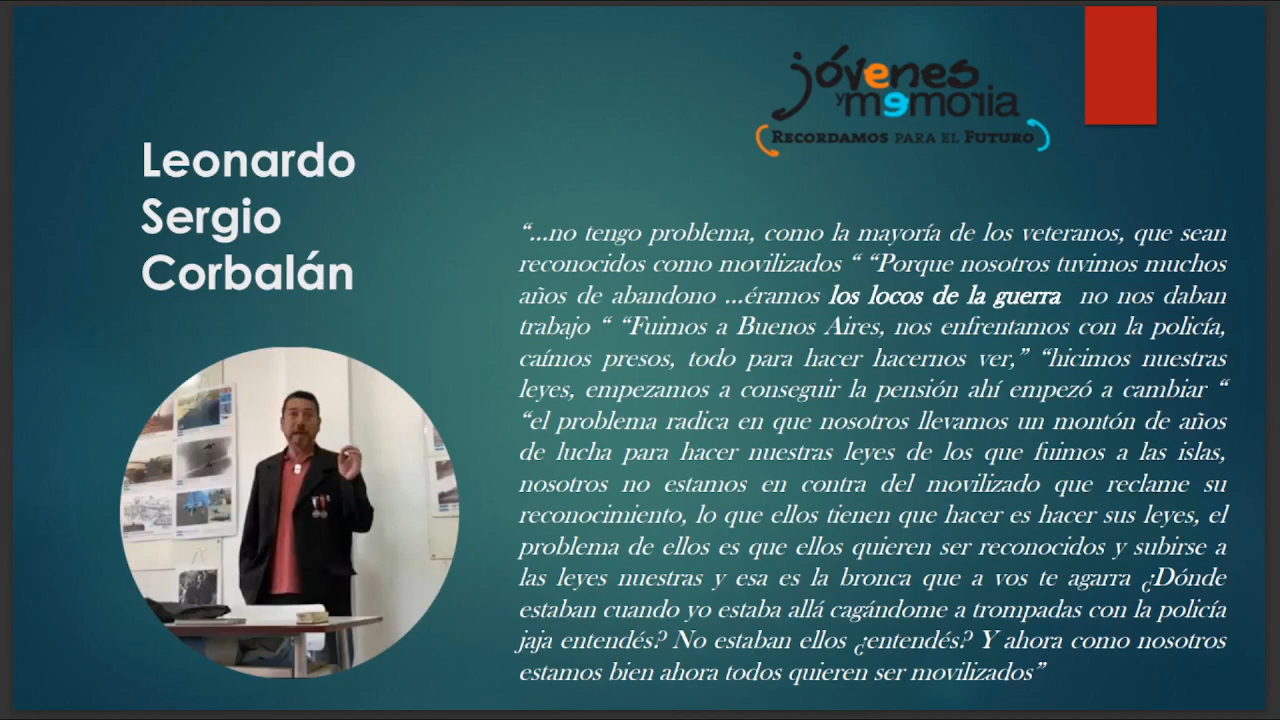 jóvenes
y memoria
RECORDAMOS PARA EL FUTURO
Leonardo
Sergio
Corbalán
“...no tengo problema, como la mayoría de los veteranos, que sean
reconocidos como movilizados “ “Porque nosotros tuvimos muchos
años de abandono ...éramos los locos de la guerra no nos daban
trabajo “ “Fuimos a Buenos Aires, nos enfrentamos con la policía,
caímos presos, todo para hacer hacernos ver,” “hicimos nuestras
leyes, empezamos a conseguir la pensión ahí empezó a cambiar “
“el problema radica en que nosotros llevamos un montón de años
de lucha para hacer nuestras leyes de los que fuimos a las islas,
nosotros no estamos en contra del movilizado que reclame su
reconocimiento, lo que ellos tienen que hacer es hacer sus leyes, el
problema de ellos es que ellos quieren ser reconocidos y subirse a
las leyes nuestras y esa es la bronca que a vos te agarra ¿Dónde
estaban cuando yo estaba allá cagándome a trompadas con la policía
jaja entendés? No estaban ellos ¿entendés? Y ahora como nosotros
estamos bien ahora todos quieren ser movilizados”